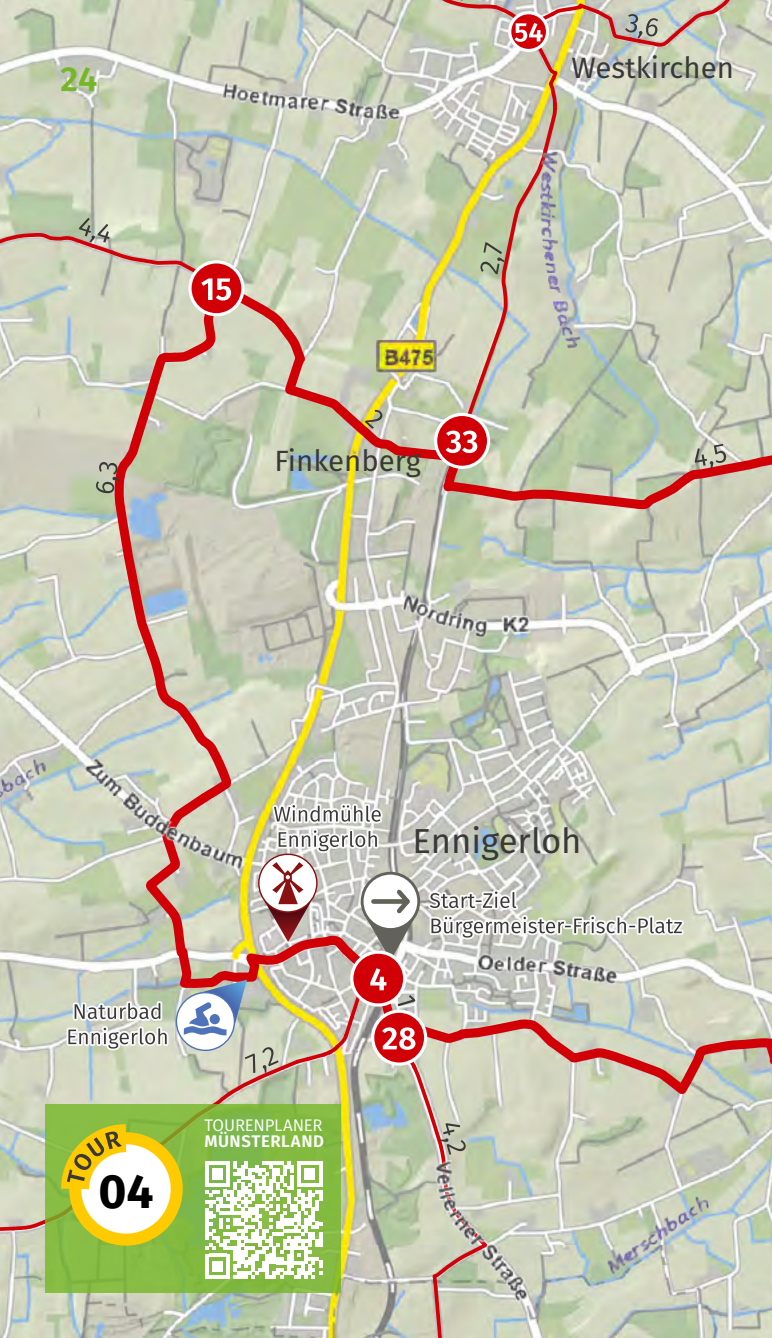 54
3,6
Westkirchen
24
Hoetmarer Straße
Westkirchener Bach
4,4
2,7
15
B475
2
33
Finkenberg
4,5
6,3
Nordring K2
sbach
Zum Buddenbaum
Windmühle
Ennigerloh
Ennigerloh
Start-Ziel
Bürgermeister-Frisch-Platz
Oelder Straße
4
1
Naturbad
Ennigerloh
28
7,2
TOURENPLANER
MÜNSTERLAND
TOUR
04
4,2
Vellerner Straße
Merschbach